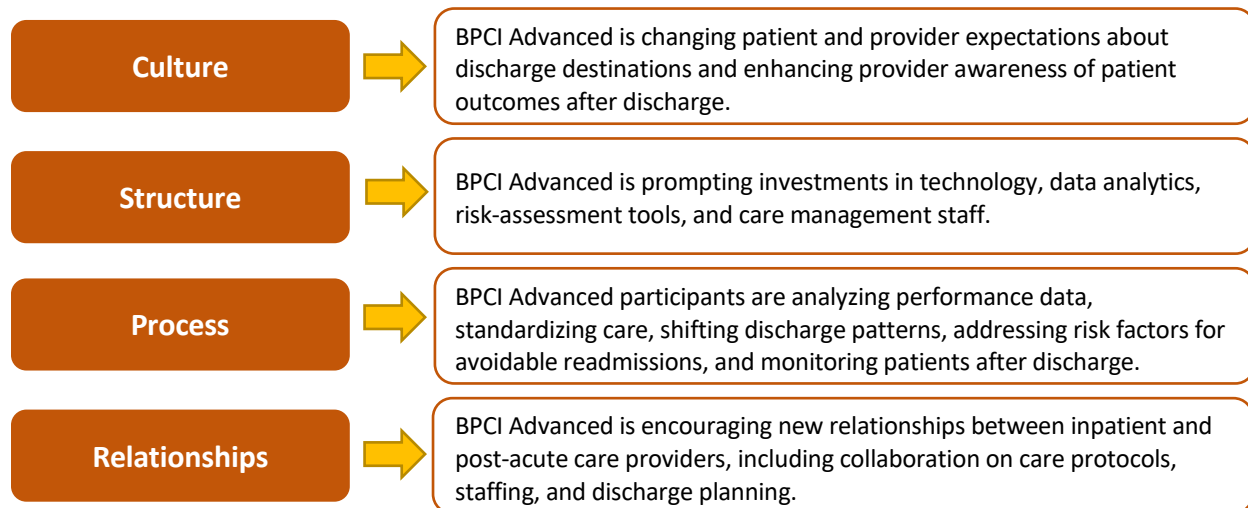 Culture
BPCI Advanced is changing patient and provider expectations about
discharge destinations and enhancing provider awareness of patient
outcomes after discharge.
Structure
BPCI Advanced is prompting investments in technology, data analytics,
risk-assessment tools, and care management staff.
Process
BPCI Advanced participants are analyzing performance data,
standardizing care, shifting discharge patterns, addressing risk factors for
avoidable readmissions, and monitoring patients after discharge.
Relationships
BPCI Advanced is encouraging new relationships between inpatient and
post-acute care providers, including collaboration on care protocols,
staffing, and discharge planning.